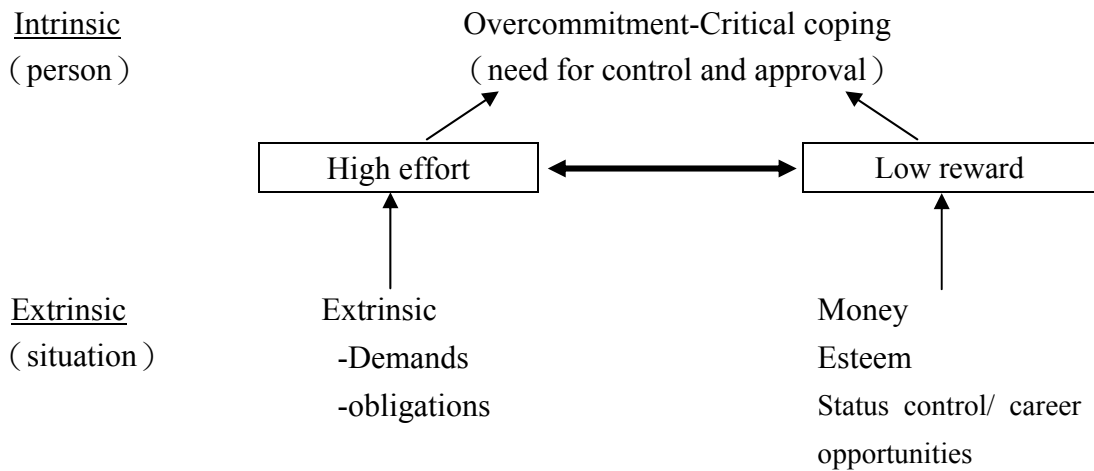 Intrinsic
（person）
Overcommitment-Critical coping
（need for control and approval）
High effort
Low reward
Extrinsic
（situation）
Extrinsic
-Demands
-obligations
Money
Esteem
Status control/ career
opportunities